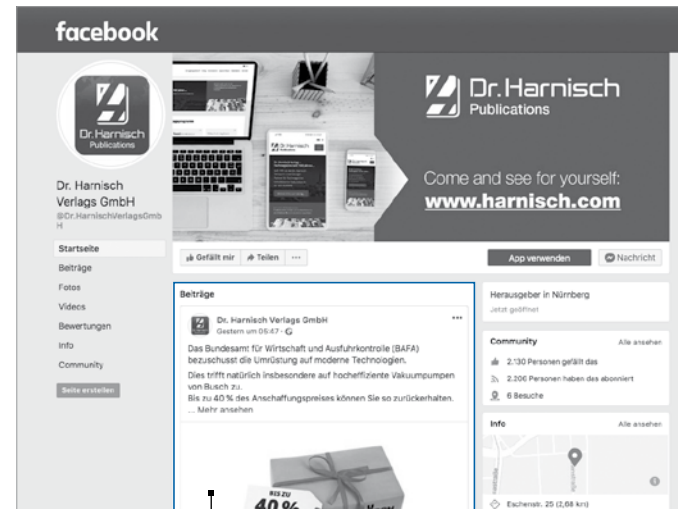 facebook
Dr.Harnisch
Publications
Dr.Harnisch
Publications
Come and see for yourself:
www.harnisch.com
Dr. Harnisch
Verlags GmbH
@Dr.HarnischVerlagsGmb
H
Startseite
Beiträge
Fotos
Videos
Bewertungen
Info
Community
Seite erstellen
Gefällt mir
Teilen
App verwenden
Nachricht
Beiträge
Dr. Harnisch Verlags GmbH
Gestern um 05:47 ·
Das Bundesamt für Wirtschaft und Ausfuhrkontrolle (BAFA)
bezuschusst die Umrüstung auf moderne Technologien.
Dies trifft natürlich insbesondere auf hocheffiziente Vakuumpumpen
von Busch zu.
Bis zu 40 % des Anschaffungspreises können Sie so zurückerhalten.
... Mehr ansehen
BIS ZU
40 %
Herausgeber in Nürnberg
Jetzt geöffnet
Community
Alle ansehen
2.130 Personen gefällt das
2.206 Personen haben das abonniert
6 Besuche
Info
Alle ansehen
Eschenstr. 25 (2,68 km)